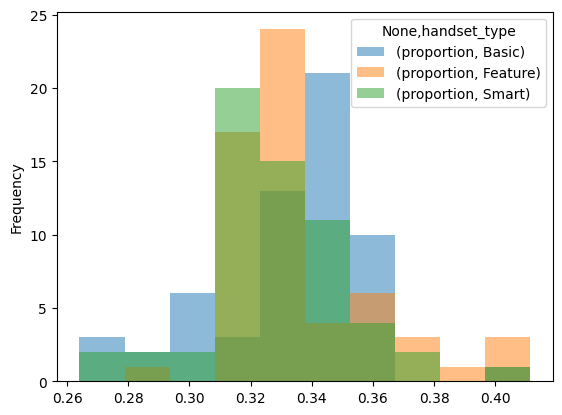 None,handset_type
(proportion, Basic)
(proportion, Feature)
(proportion, Smart)
Frequency
25
20
15
10
5
0
0.26 0.28 0.30 0.32 0.34 0.36 0.38 0.40